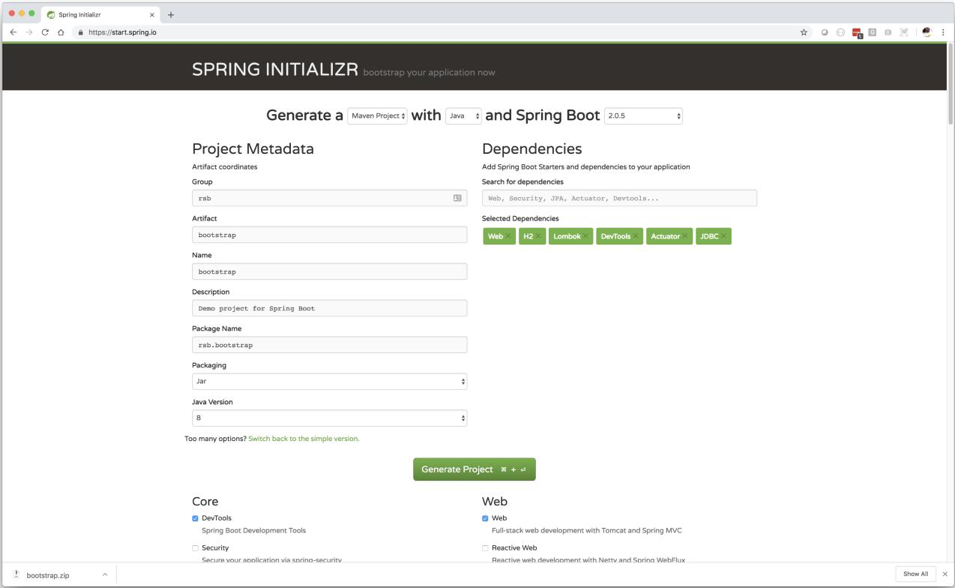 Spring Initializr
https://start.spring.io
SPRING INITIALIZR bootstrap your application now
Generate a Maven Project with Java and Spring Boot 2.0.5
Project Metadata
Artifact coordinates
Group
rsb
Artifact
bootstrap
Name
bootstrap
Description
Demo project for Spring Boot
Package Name
rsb.bootstrap
Packaging
Jar
Java Version
8
Too many options? Switch back to the simple version.
Dependencies
Add Spring Boot Starters and dependencies to your application
Search for dependencies
Web, Security, JPA, Actuator, Devtools...
Selected Dependencies
Web × H2 × Lombok × DevTools × Actuator × JDBC ×
Generate Project ⌘ + ⏎
Core
DevTools
Spring Boot Development Tools
Security
Secure your application via spring-security
Web
Web
Full-stack web development with Tomcat and Spring MVC
Reactive Web
Reactive web development with Netty and Spring WebFlux
bootstrap.zip
Show All